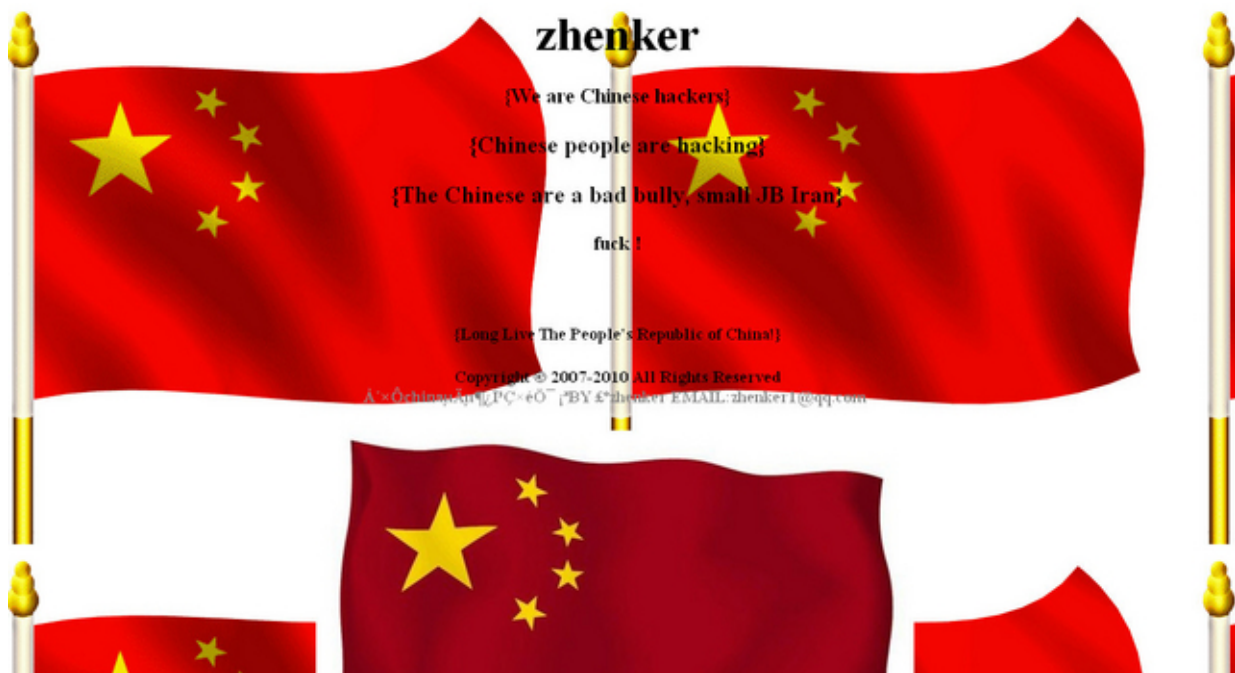 zhenker
{We are Chinese hackers}
{Chinese people are hacking}
{The Chinese are a bad bully, small JB Iran}
fuck !
{Long Live The People's Republic of China!}
Copyright © 2007-2010 All Rights Reserved
zhenker EMAIL:zhenker1@qq.com